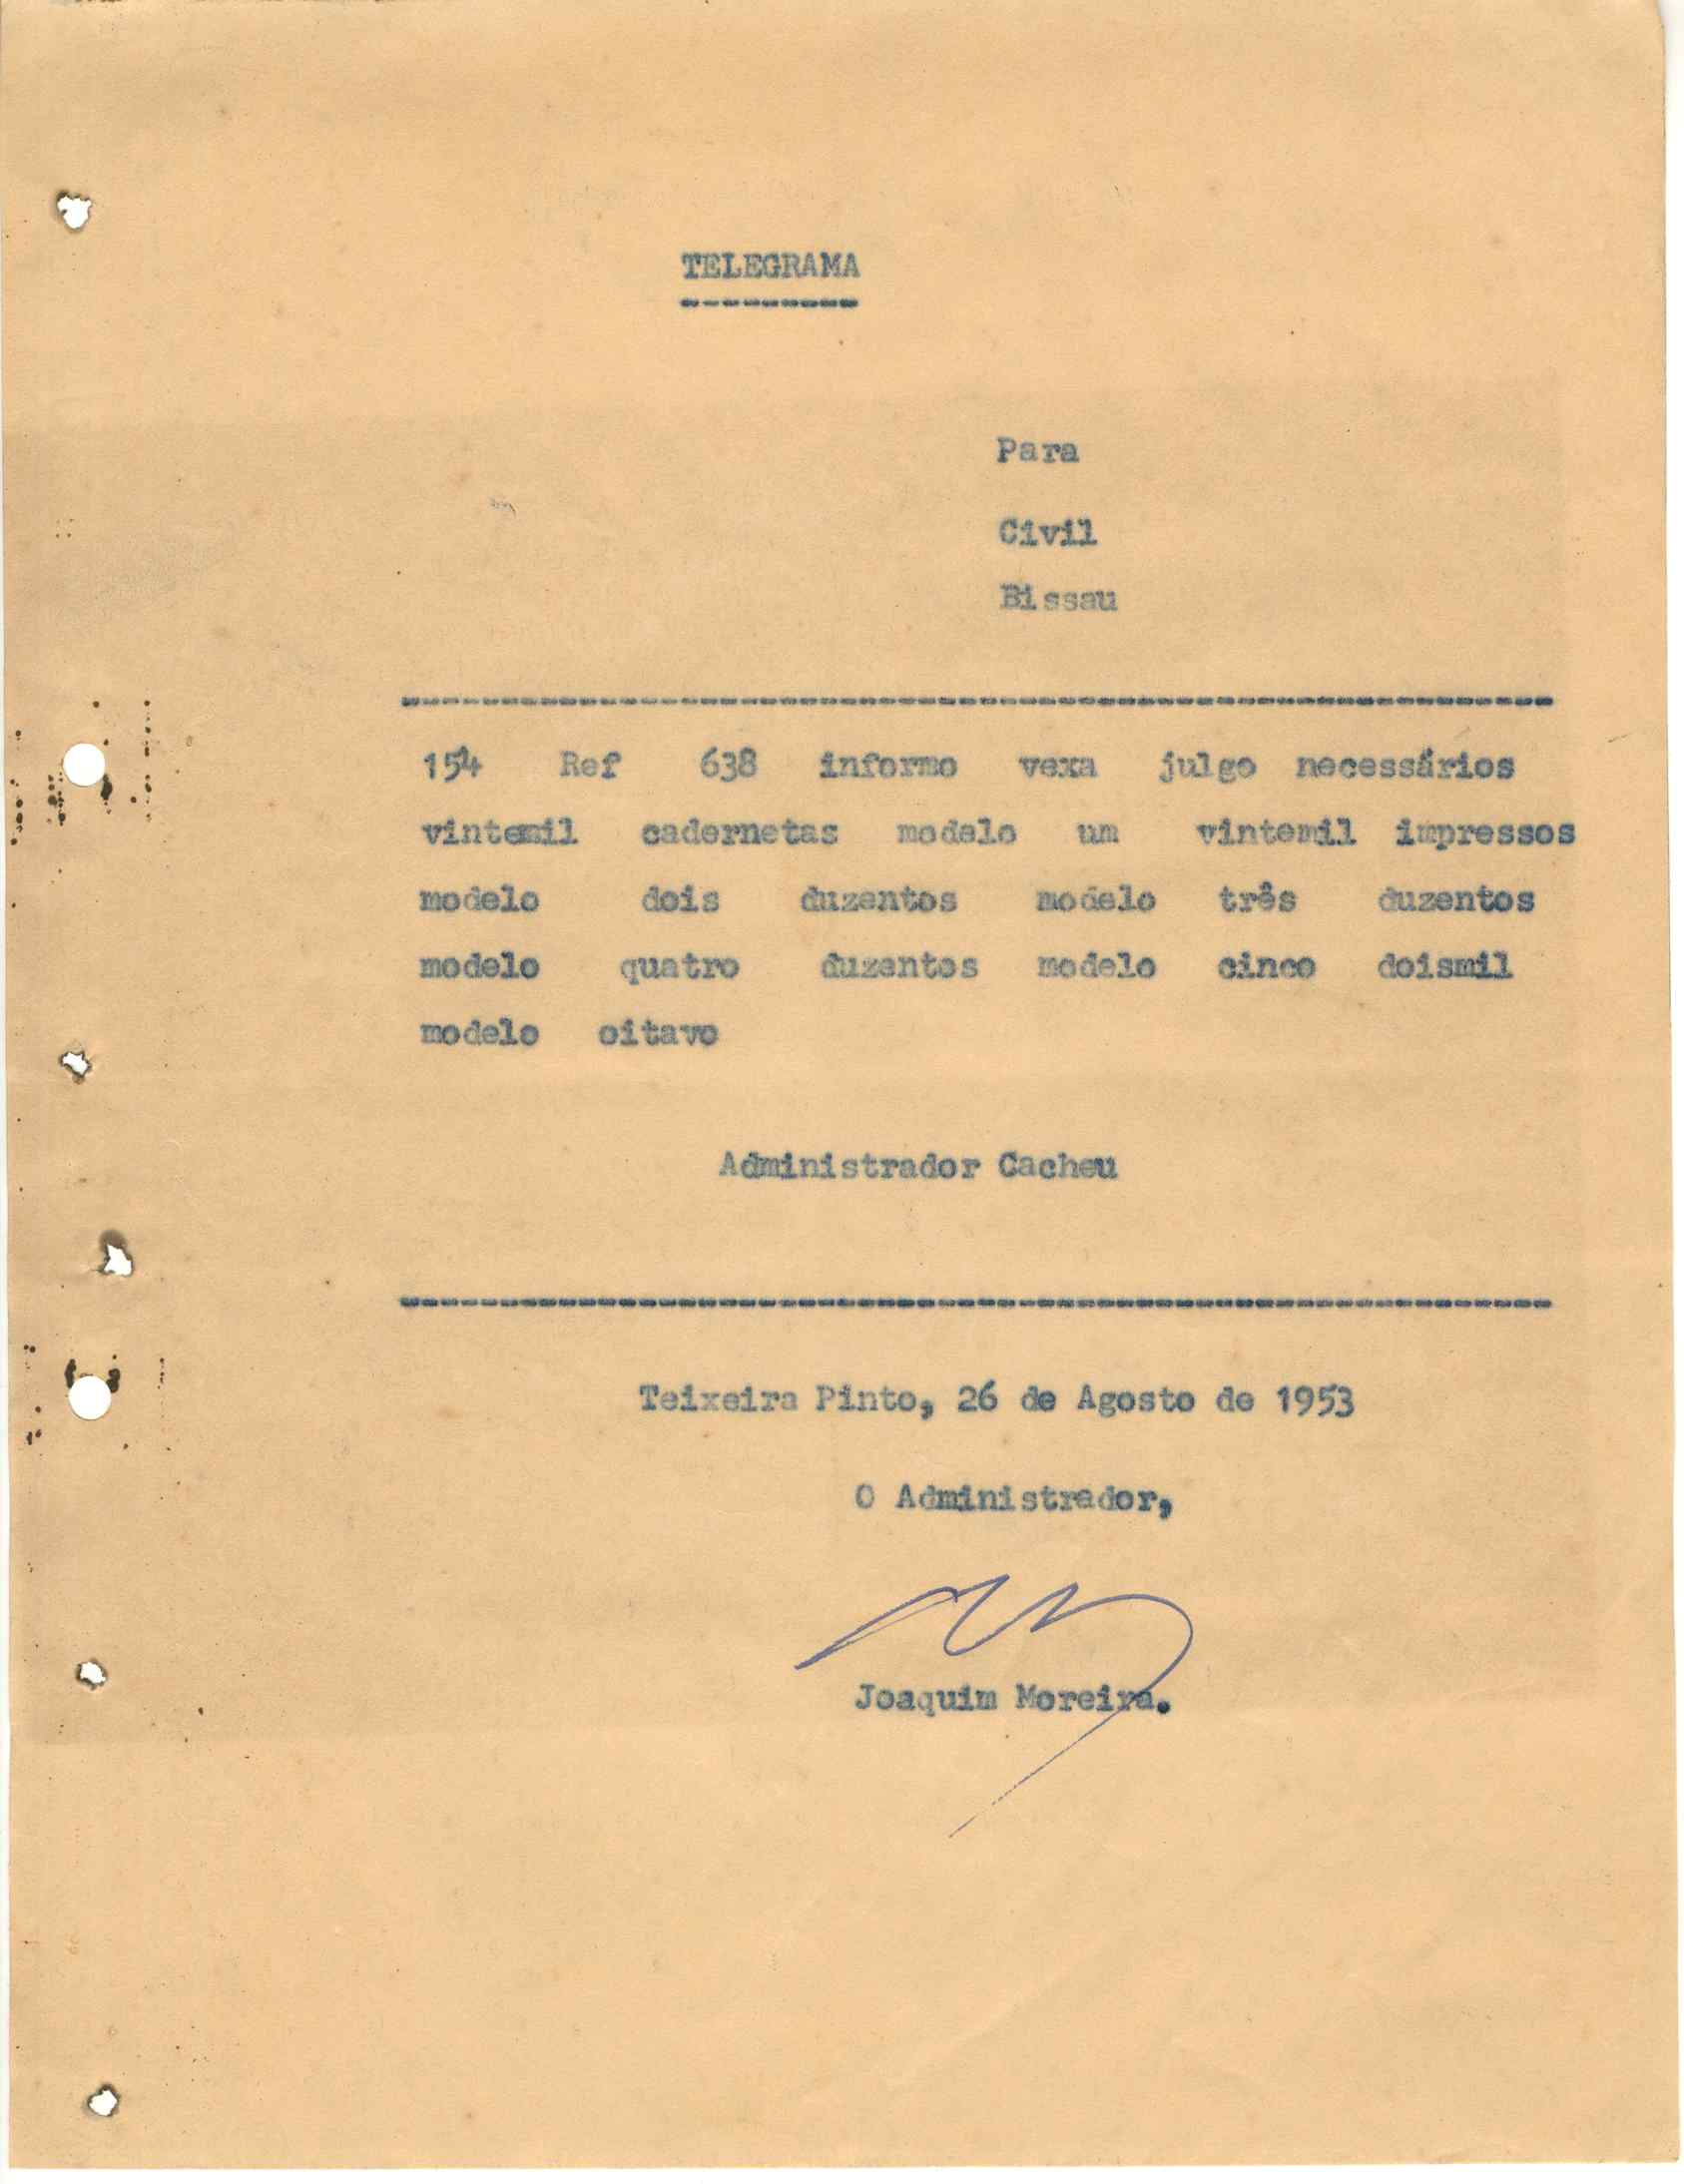 TELEGRAMA
Para
Civil
Bissau
154 Ref 638 informo vexa julgo necessários
vintemil cadernetas modelo um vintemil impressos
modelo dois duzentos modelo três duzentos
modelo quatro duzentos modelo cinco doismil
modelo oitavo
Administrador Cacheu
Teixeira Pinto, 26 de Agosto de 1953
O Administrador,
Joaquim Moreira.